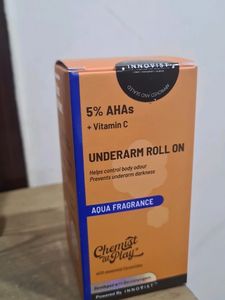 INNOVIST
5% AHAs
+ Vitamin C
UNDERARM ROLL ON
Helps control body odour
Prevents underarm darkness
AQUA FRAGRANCE
Chemist
at
Play
Powered By INNOVIST